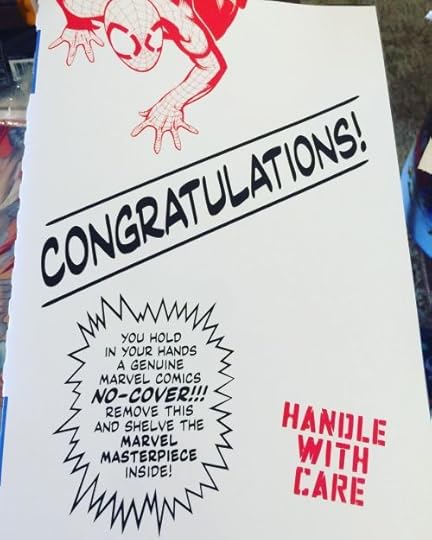 CONGRATULATIONS!
YOU HOLD
IN YOUR HANDS
A GENUINE
MARVEL COMICS
NO-COVER!!!
REMOVE THIS
AND SHELVE THE
MARVEL
MASTERPIECE
INSIDE!
HANDLE
WITH
CARE